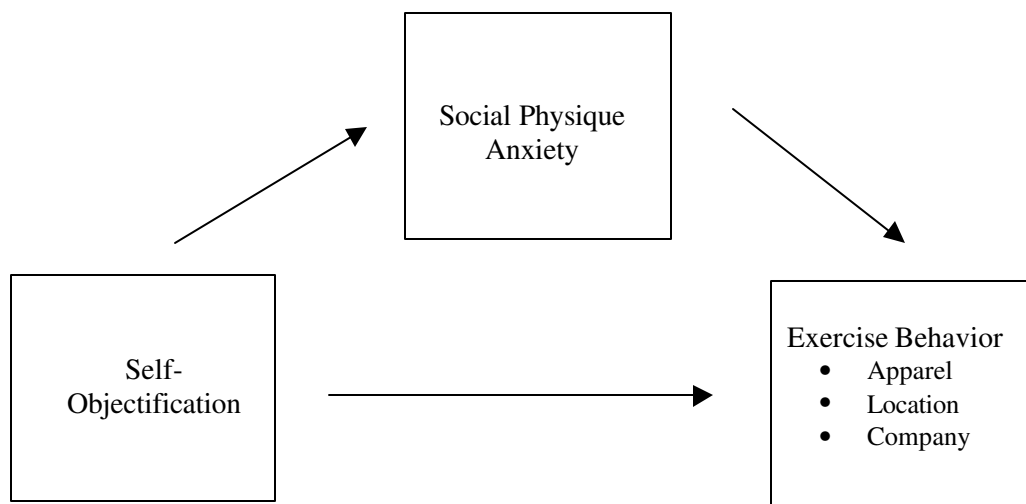 Social Physique
Anxiety
Self-
Objectification
Exercise Behavior
• Apparel
• Location
• Company